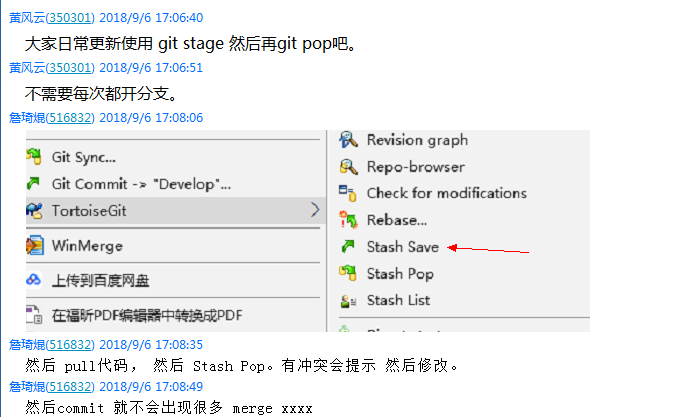 黄风云(350301) 2018/9/6 17:06:40
大家日常更新使用 git stage 然后再git pop吧。
黄风云(350301) 2018/9/6 17:06:51
不需要每次都开分支。
詹琦焜(516832) 2018/9/6 17:08:06
Git Sync...
Git Commit -> "Develop"...
TortoiseGit
WinMerge
上传到百度网盘
在福昕PDF编辑器中转换成PDF
Revision graph
Repo-browser
Check for modifications
Rebase...
Stash Save
Stash Pop
Stash List
詹琦焜(516832) 2018/9/6 17:08:35
然后 pull代码， 然后 Stash Pop。有冲突会提示 然后修改。
詹琦焜(516832) 2018/9/6 17:08:49
然后commit 就不会出现很多 merge xxxx